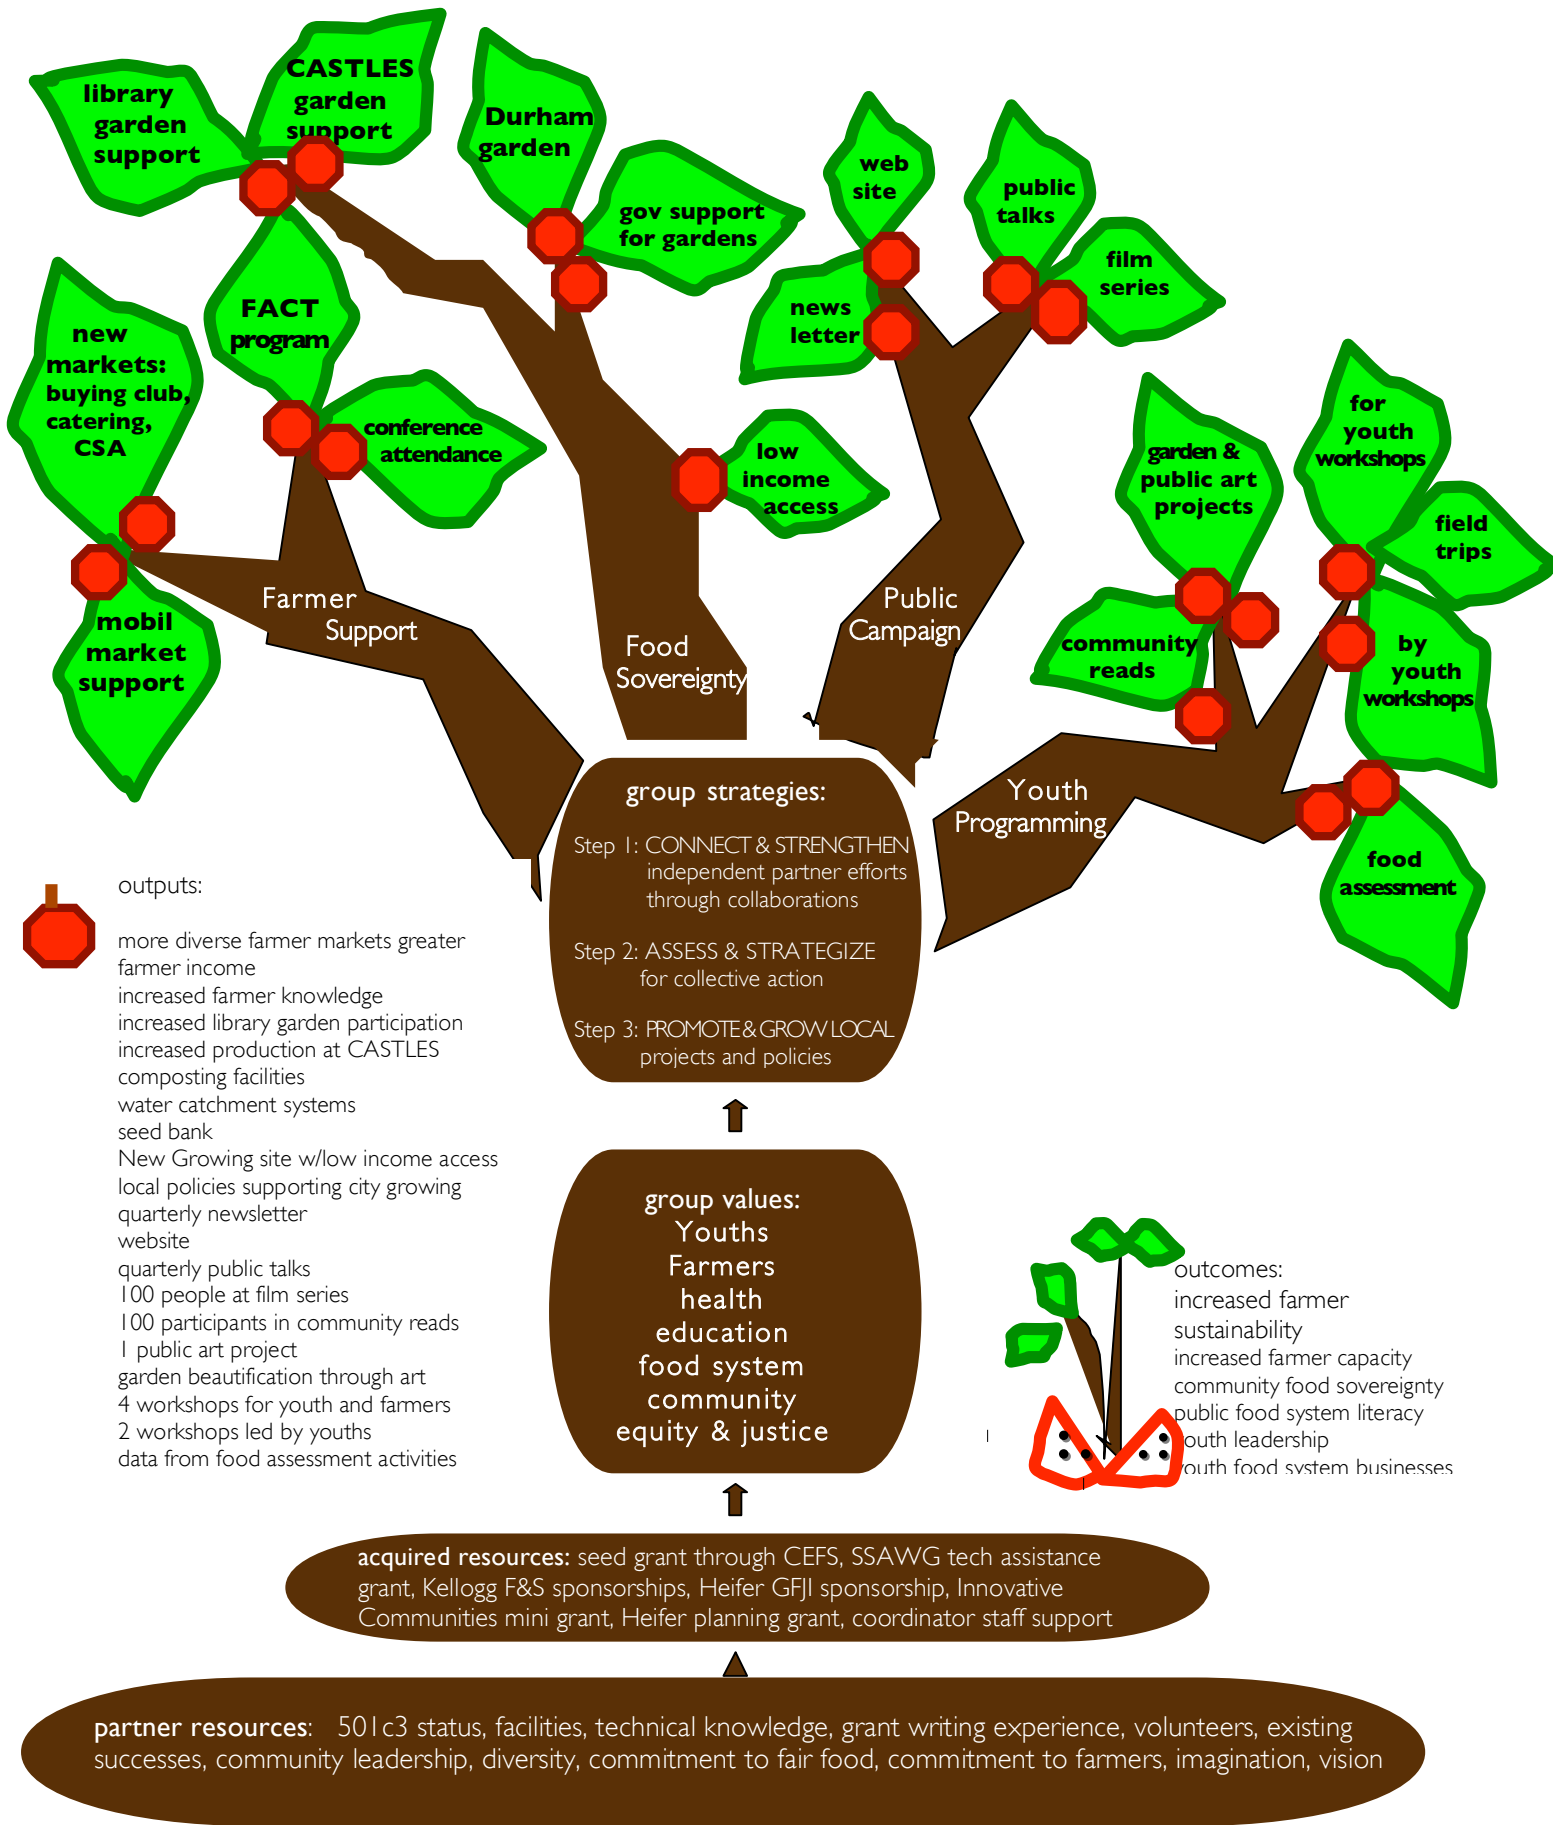 library
garden
support
CASTLES
garden
support
Durham
garden
gov support
for gardens
web
site
public
talks
film
series
news
letter
new
markets:
buying club,
catering,
CSA
FACT
program
conference
attendance
low
income
access
garden &
public art
projects
for
youth
workshops
field
trips
mobil
market
support
community
reads
by
youth
workshops
food
assessment
Farmer
Support
Food
Sovereignty
Public
Campaign
Youth
Programming
group strategies:
Step 1: CONNECT & STRENGTHEN
independent partner efforts
through collaborations
Step 2: ASSESS & STRATEGIZE
for collective action
Step 3: PROMOTE & GROW LOCAL
projects and policies
outputs:
more diverse farmer markets greater
farmer income
increased farmer knowledge
increased library garden participation
increased production at CASTLES
composting facilities
water catchment systems
seed bank
New Growing site w/low income access
local policies supporting city growing
quarterly newsletter
website
quarterly public talks
100 people at film series
100 participants in community reads
1 public art project
garden beautification through art
4 workshops for youth and farmers
2 workshops led by youths
data from food assessment activities
group values:
Youths
Farmers
health
education
food system
community
equity & justice
outcomes:
increased farmer
sustainability
increased farmer capacity
community food sovereignty
public food system literacy
youth leadership
youth food system businesses
acquired resources: seed grant through CEFS, SSAWG tech assistance
grant, Kellogg F&S sponsorships, Heifer GFJI sponsorship, Innovative
Communities mini grant, Heifer planning grant, coordinator staff support
partner resources: 501c3 status, facilities, technical knowledge, grant writing experience, volunteers, existing
successes, community leadership, diversity, commitment to fair food, commitment to farmers, imagination, vision